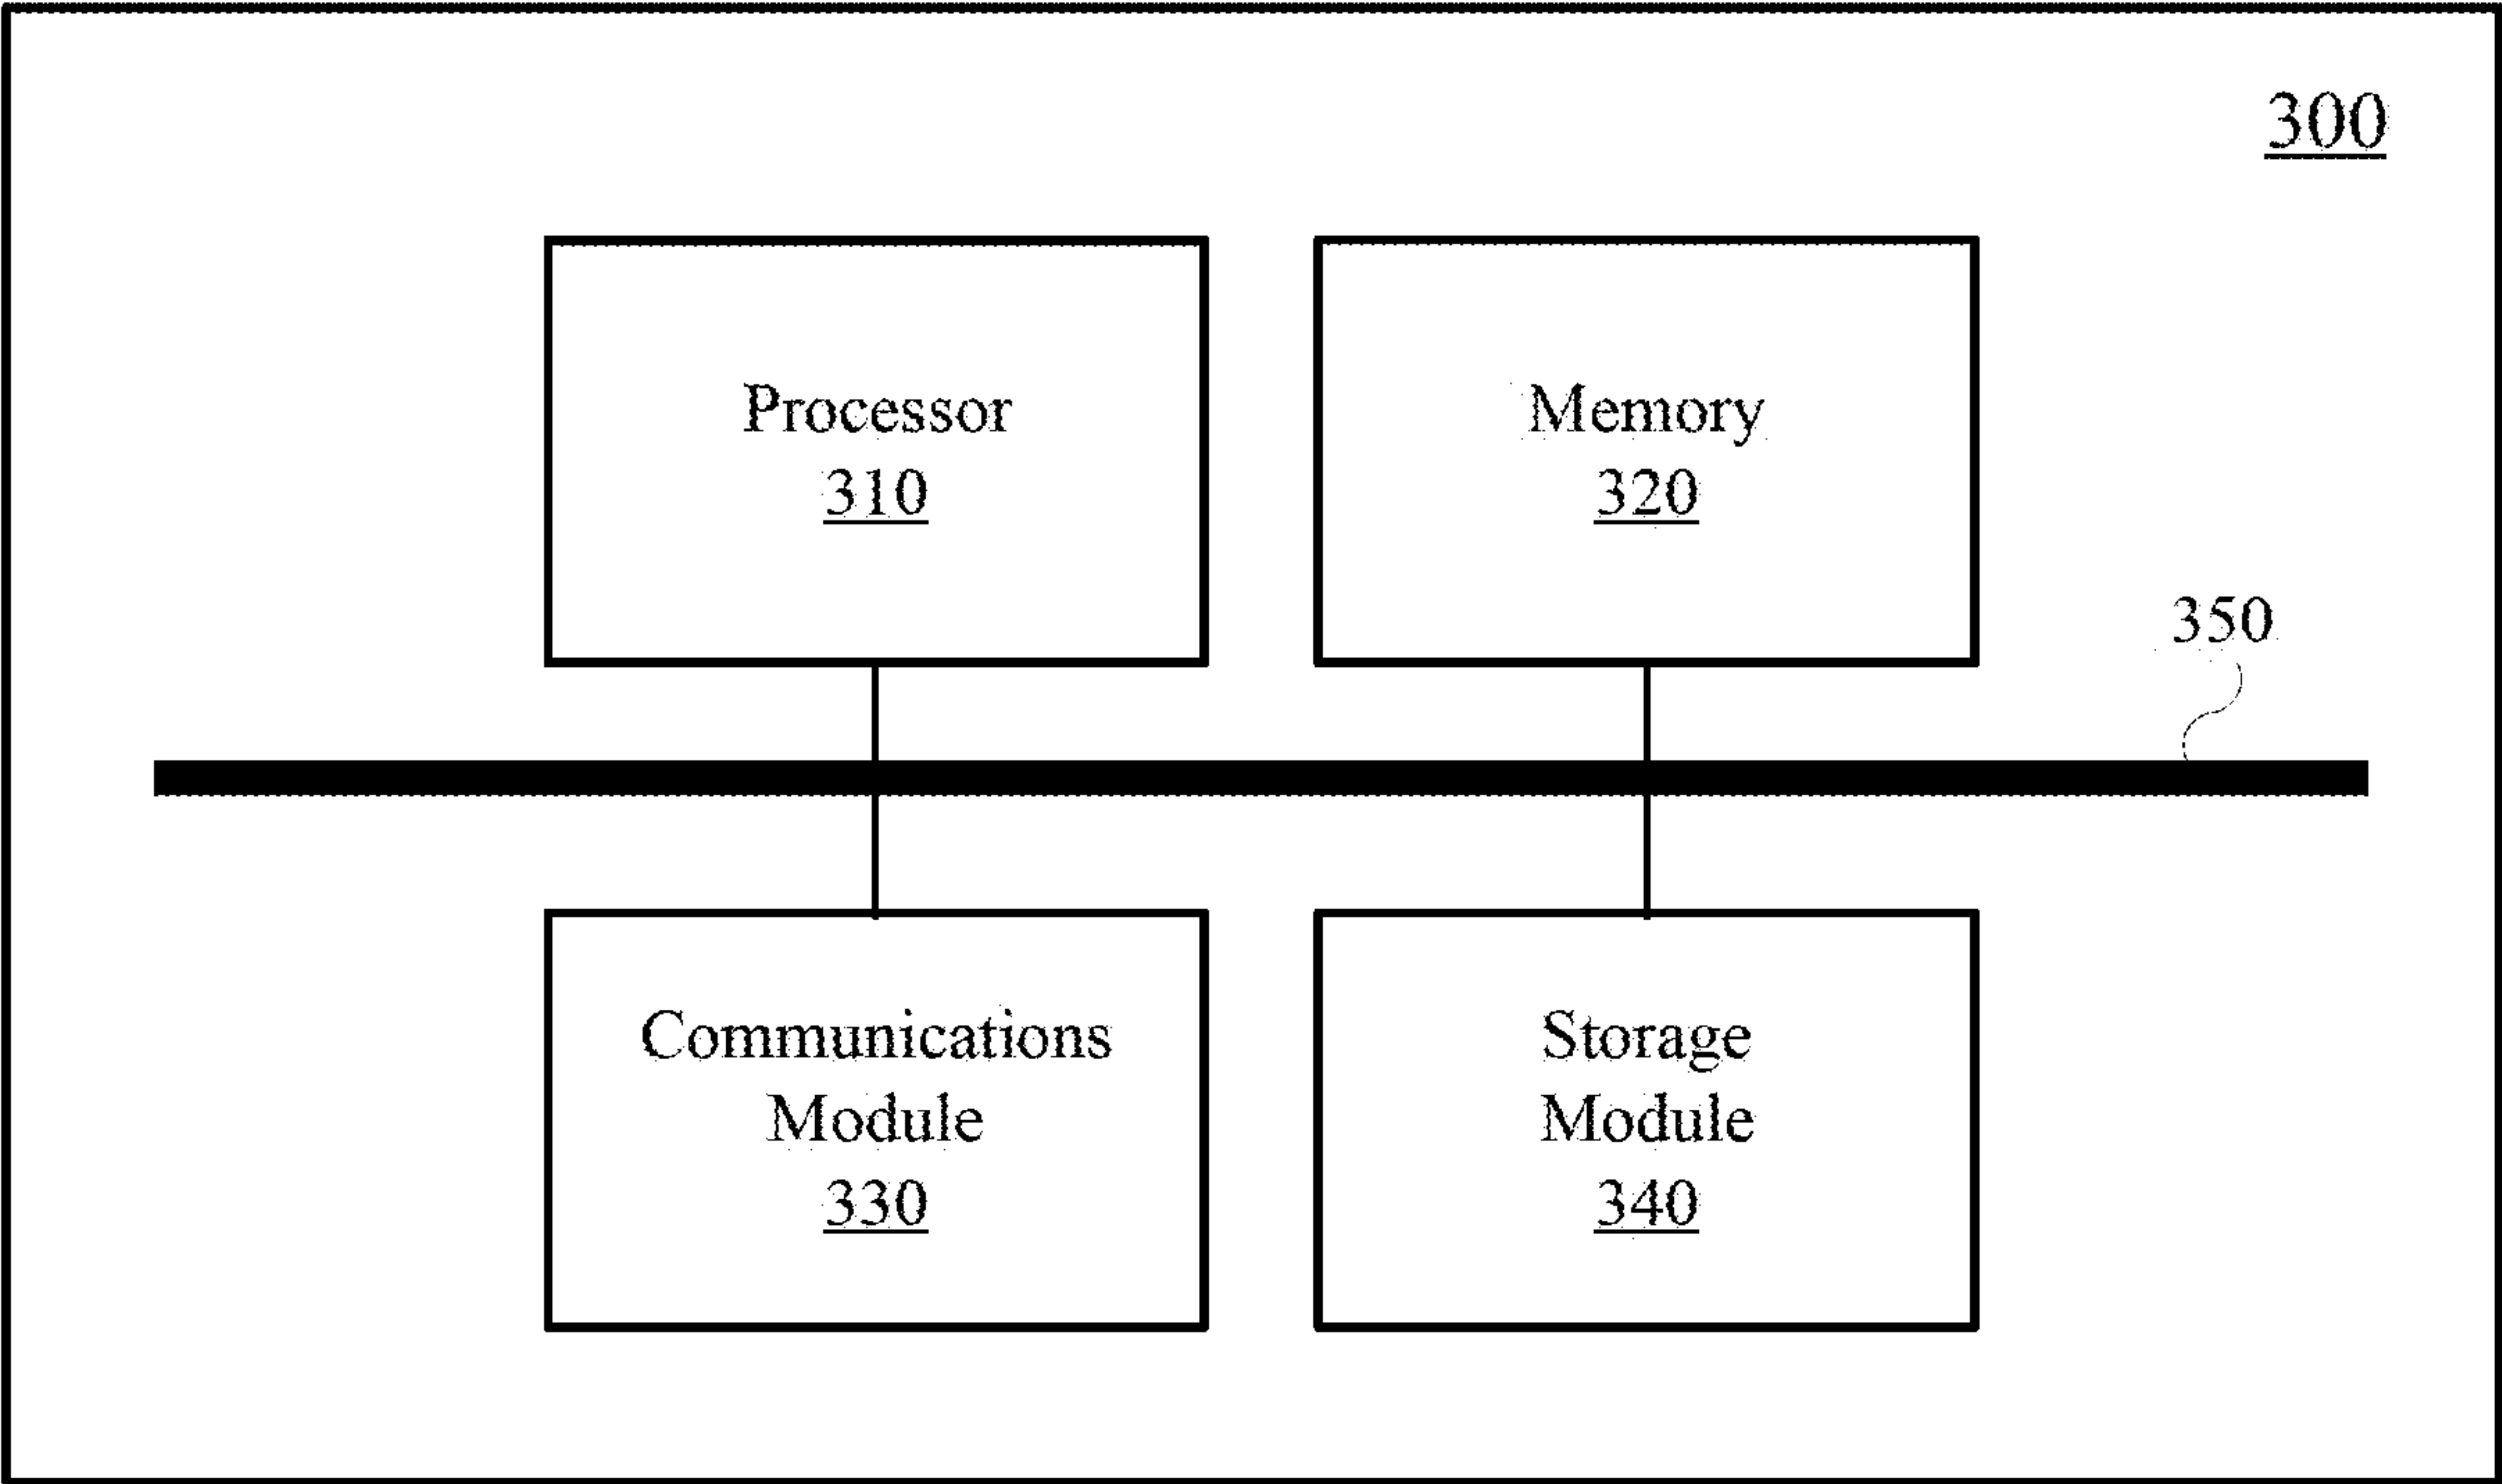 300
Processor
310
Memory
320
350
Communications
Module
330
Storage
Module
340